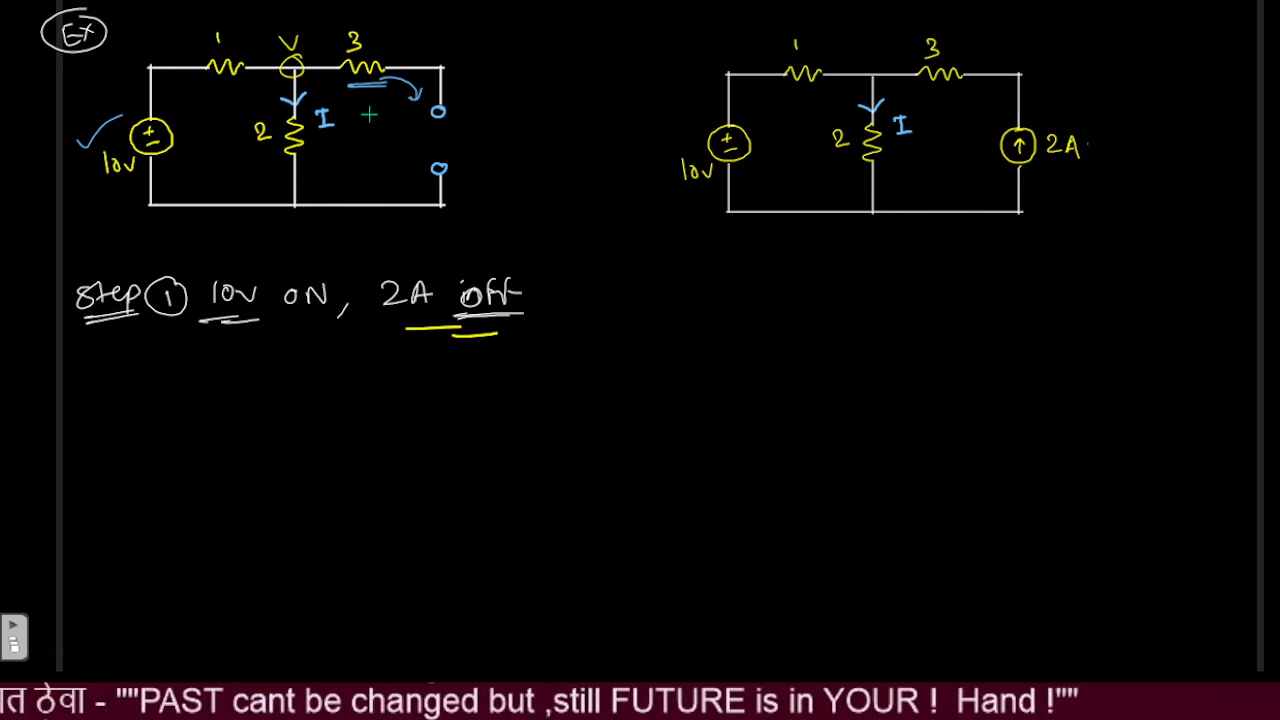 Ex
1 V 3
2 I
10V
1 3
2 I 2A
10V
step 1 10V ON, 2A off
ात ठेवा - ""PAST cant be changed but ,still FUTURE is in YOUR ! Hand !""